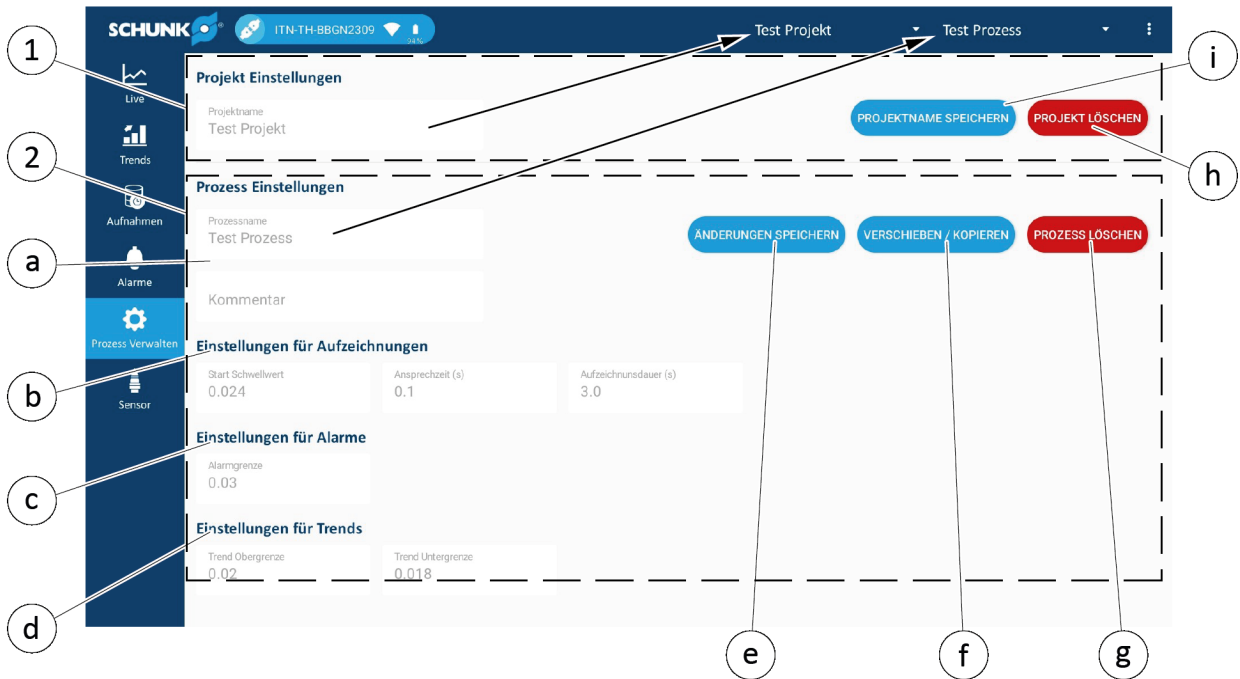 SCHUNK
ITN-TH-BBGN2309
94%
Test Projekt
Test Prozess
1
i
Live
Projekt Einstellungen
Projektname
Test Projekt
PROJEKTNAME SPEICHERN
PROJEKT LÖSCHEN
Trends
2
h
Prozess Einstellungen
Aufnahmen
Prozessname
Test Prozess
ÄNDERUNGEN SPEICHERN
VERSCHIEBEN / KOPIEREN
PROZESS LÖSCHEN
a
Alarme
Kommentar
Prozess Verwalten
Einstellungen für Aufzeichnungen
b
Sensor
Start Schwellwert
0.024
Ansprechzeit (s)
0.1
Aufzeichnunsdauer (s)
3.0
Einstellungen für Alarme
Alarmgrenze
0.03
c
Einstellungen für Trends
Trend Obergrenze
0.02
Trend Untergrenze
0.018
d
e
f
g